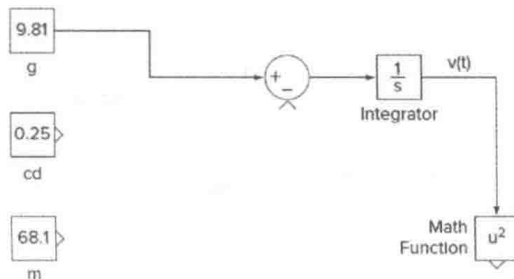 9.81
g
+
−
1
s
Integrator
v(t)
0.25
cd
68.1
m
Math
Function
u²